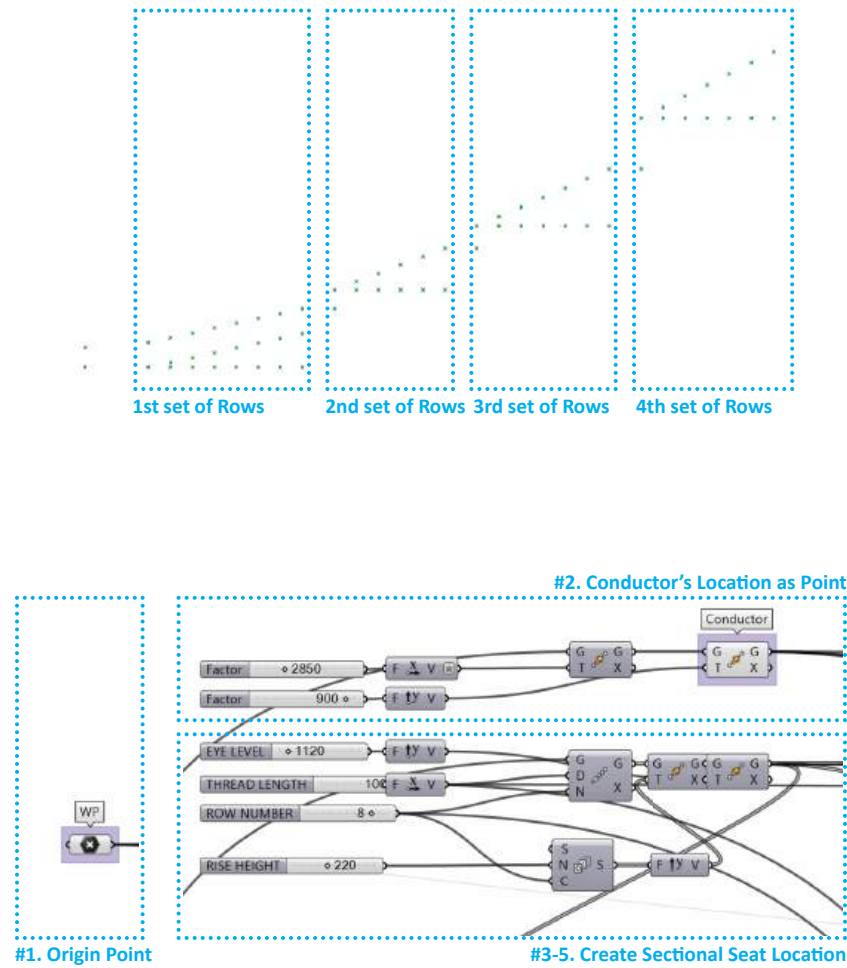 1st set of Rows 2nd set of Rows 3rd set of Rows 4th set of Rows
#2. Conductor's Location as Point
Conductor
G G G G
Factor 2850 F X V T X T X
Factor 900 F Y V
EYE LEVEL 1120 F Y V
G G G G G G
THREAD LENGTH F X V D T X T X
WP ROW NUMBER 8 N X
S
RISE HEIGHT 220 N S F Y V
C
#1. Origin Point #3-5. Create Sectional Seat Location